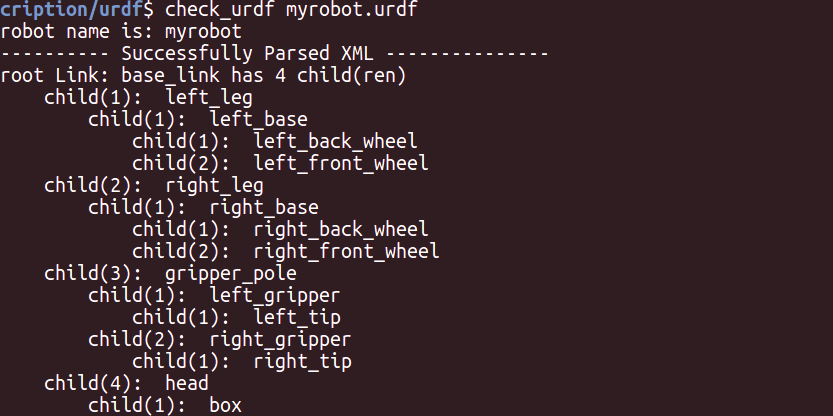 cription/urdf$ check_urdf myrobot.urdf
robot name is: myrobot
---------- Successfully Parsed XML ---------------
root Link: base_link has 4 child(ren)
    child(1):  left_leg
        child(1):  left_base
            child(1):  left_back_wheel
            child(2):  left_front_wheel
    child(2):  right_leg
        child(1):  right_base
            child(1):  right_back_wheel
            child(2):  right_front_wheel
    child(3):  gripper_pole
        child(1):  left_gripper
            child(1):  left_tip
        child(2):  right_gripper
            child(1):  right_tip
    child(4):  head
        child(1):  box